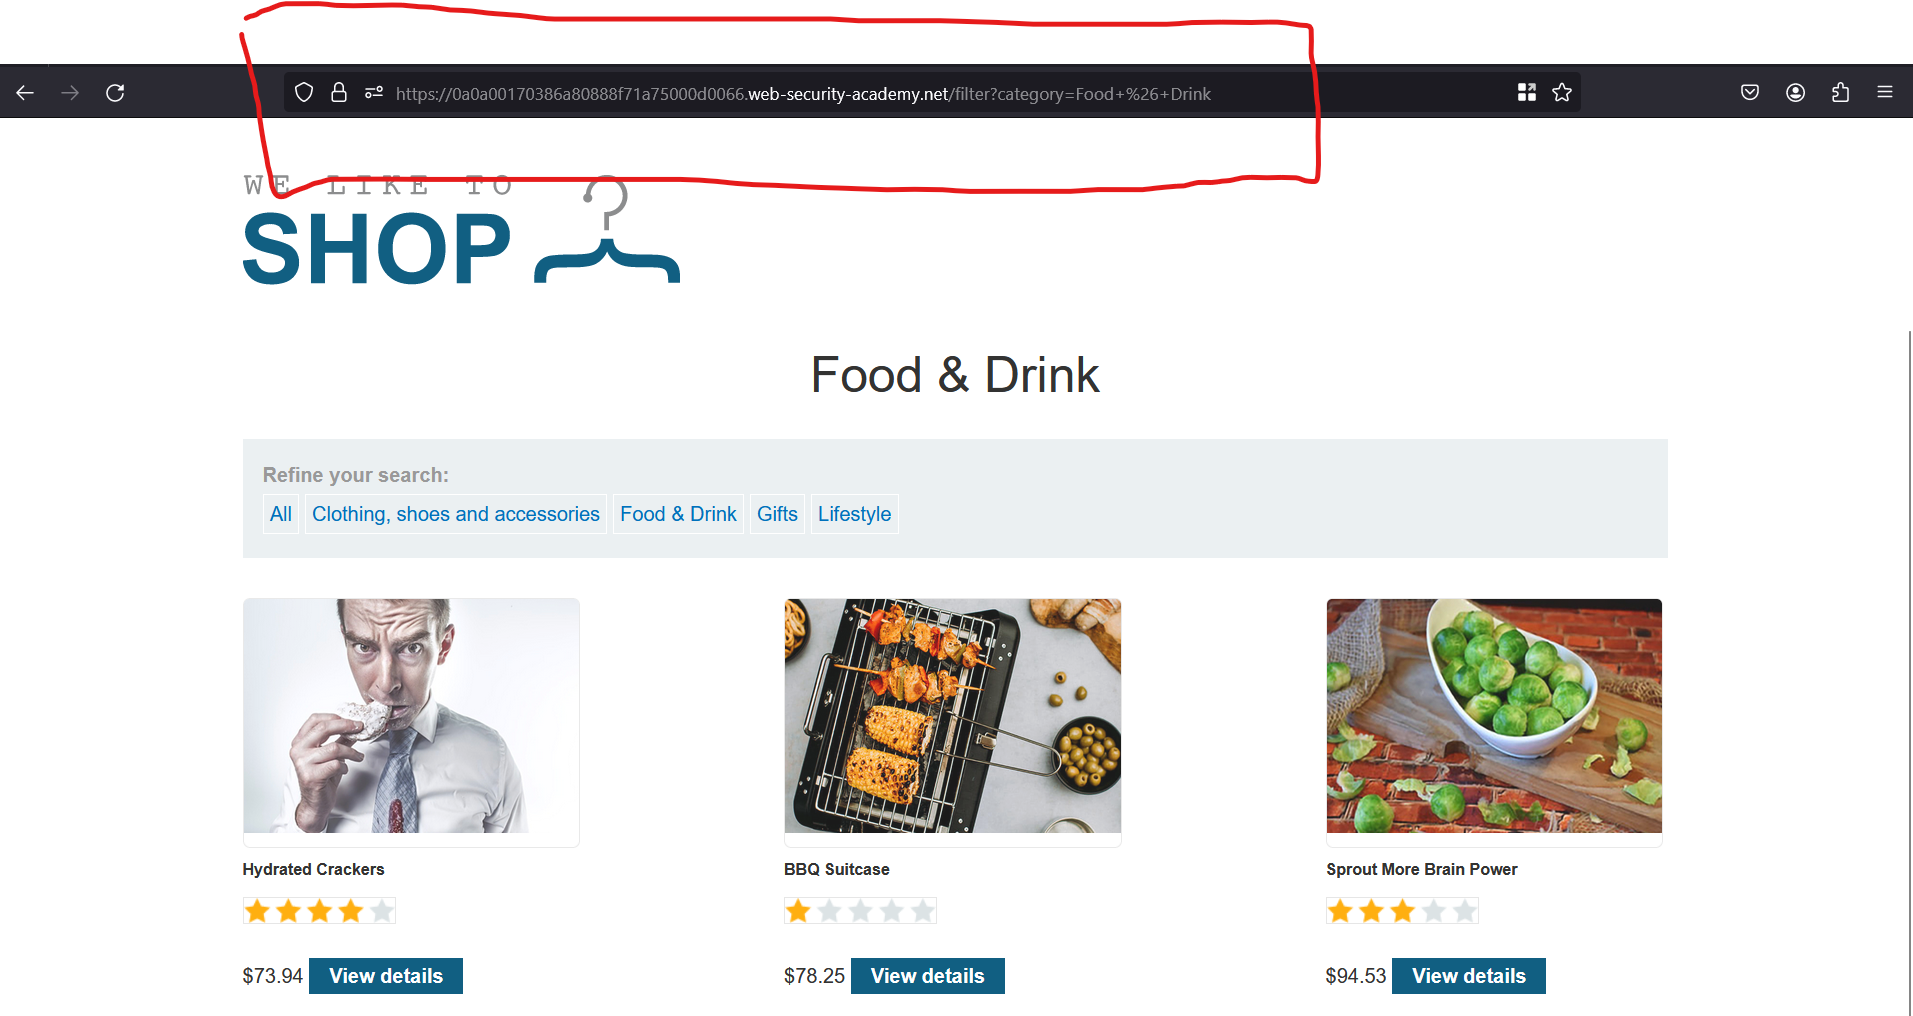 https://0a0a00170386a80888f71a75000d0066.web-security-academy.net/filter?category=Food+%26+Drink
WE LIKE TO
SHOP
Food & Drink
Refine your search:
All Clothing, shoes and accessories Food & Drink Gifts Lifestyle
Hydrated Crackers BBQ Suitcase Sprout More Brain Power
$73.94 View details $78.25 View details $94.53 View details